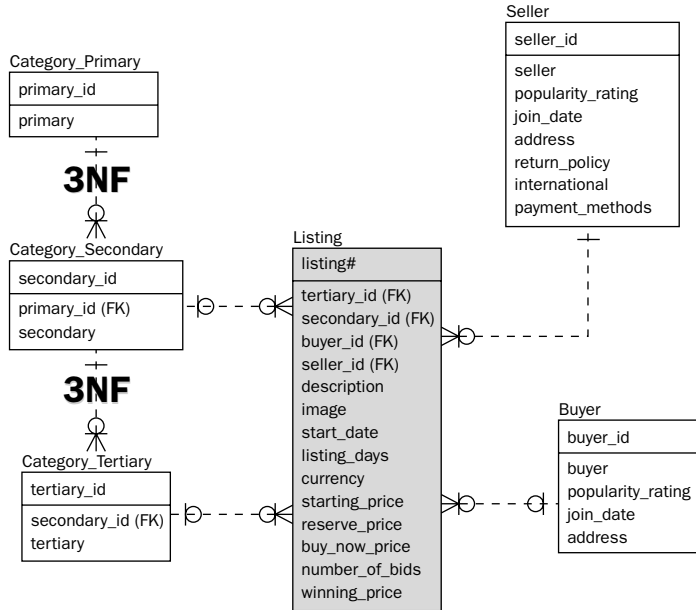 Category_Primary
primary_id
primary
3NF
Category_Secondary
secondary_id
primary_id (FK)
secondary
3NF
Category_Tertiary
tertiary_id
secondary_id (FK)
tertiary
Listing
listing#
tertiary_id (FK)
secondary_id (FK)
buyer_id (FK)
seller_id (FK)
description
image
start_date
listing_days
currency
starting_price
reserve_price
buy_now_price
number_of_bids
winning_price
Seller
seller_id
seller
popularity_rating
join_date
address
return_policy
international
payment_methods
Buyer
buyer_id
buyer
popularity_rating
join_date
address